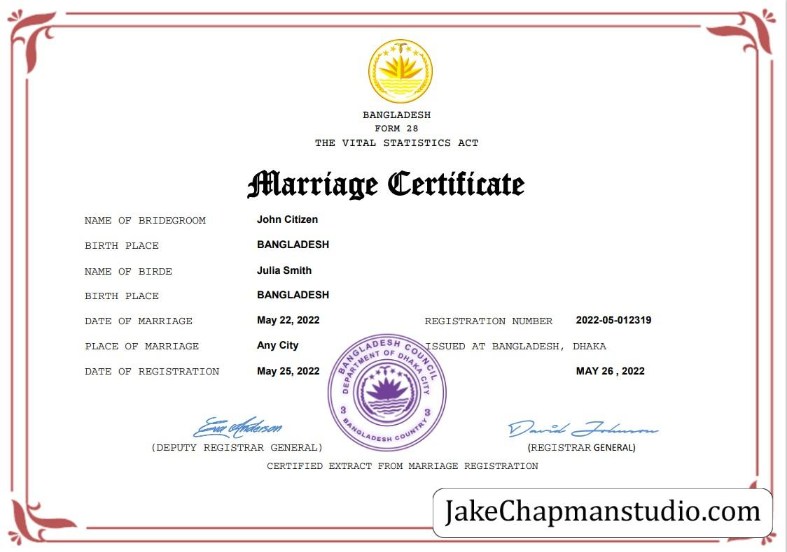 BANGLADESH
FORM 28
THE VITAL STATISTICS ACT
Marriage Certificate
NAME OF BRIDEGROOM John Citizen
BIRTH PLACE BANGLADESH
NAME OF BIRDE Julia Smith
BIRTH PLACE BANGLADESH
DATE OF MARRIAGE May 22, 2022 REGISTRATION NUMBER 2022-05-012319
PLACE OF MARRIAGE Any City ISSUED AT BANGLADESH, DHAKA
DATE OF REGISTRATION May 25, 2022 MAY 26 , 2022
BANGLADESH COUNCIL
DEPARTMENT OF DHAKA CITY
3 3
BANGLADESH COUNTRY
Eva Anderson David Johnson
(DEPUTY REGISTRAR GENERAL) (REGISTRAR GENERAL)
CERTIFIED EXTRACT FROM MARRIAGE REGISTRATION
JakeChapmanstudio.com